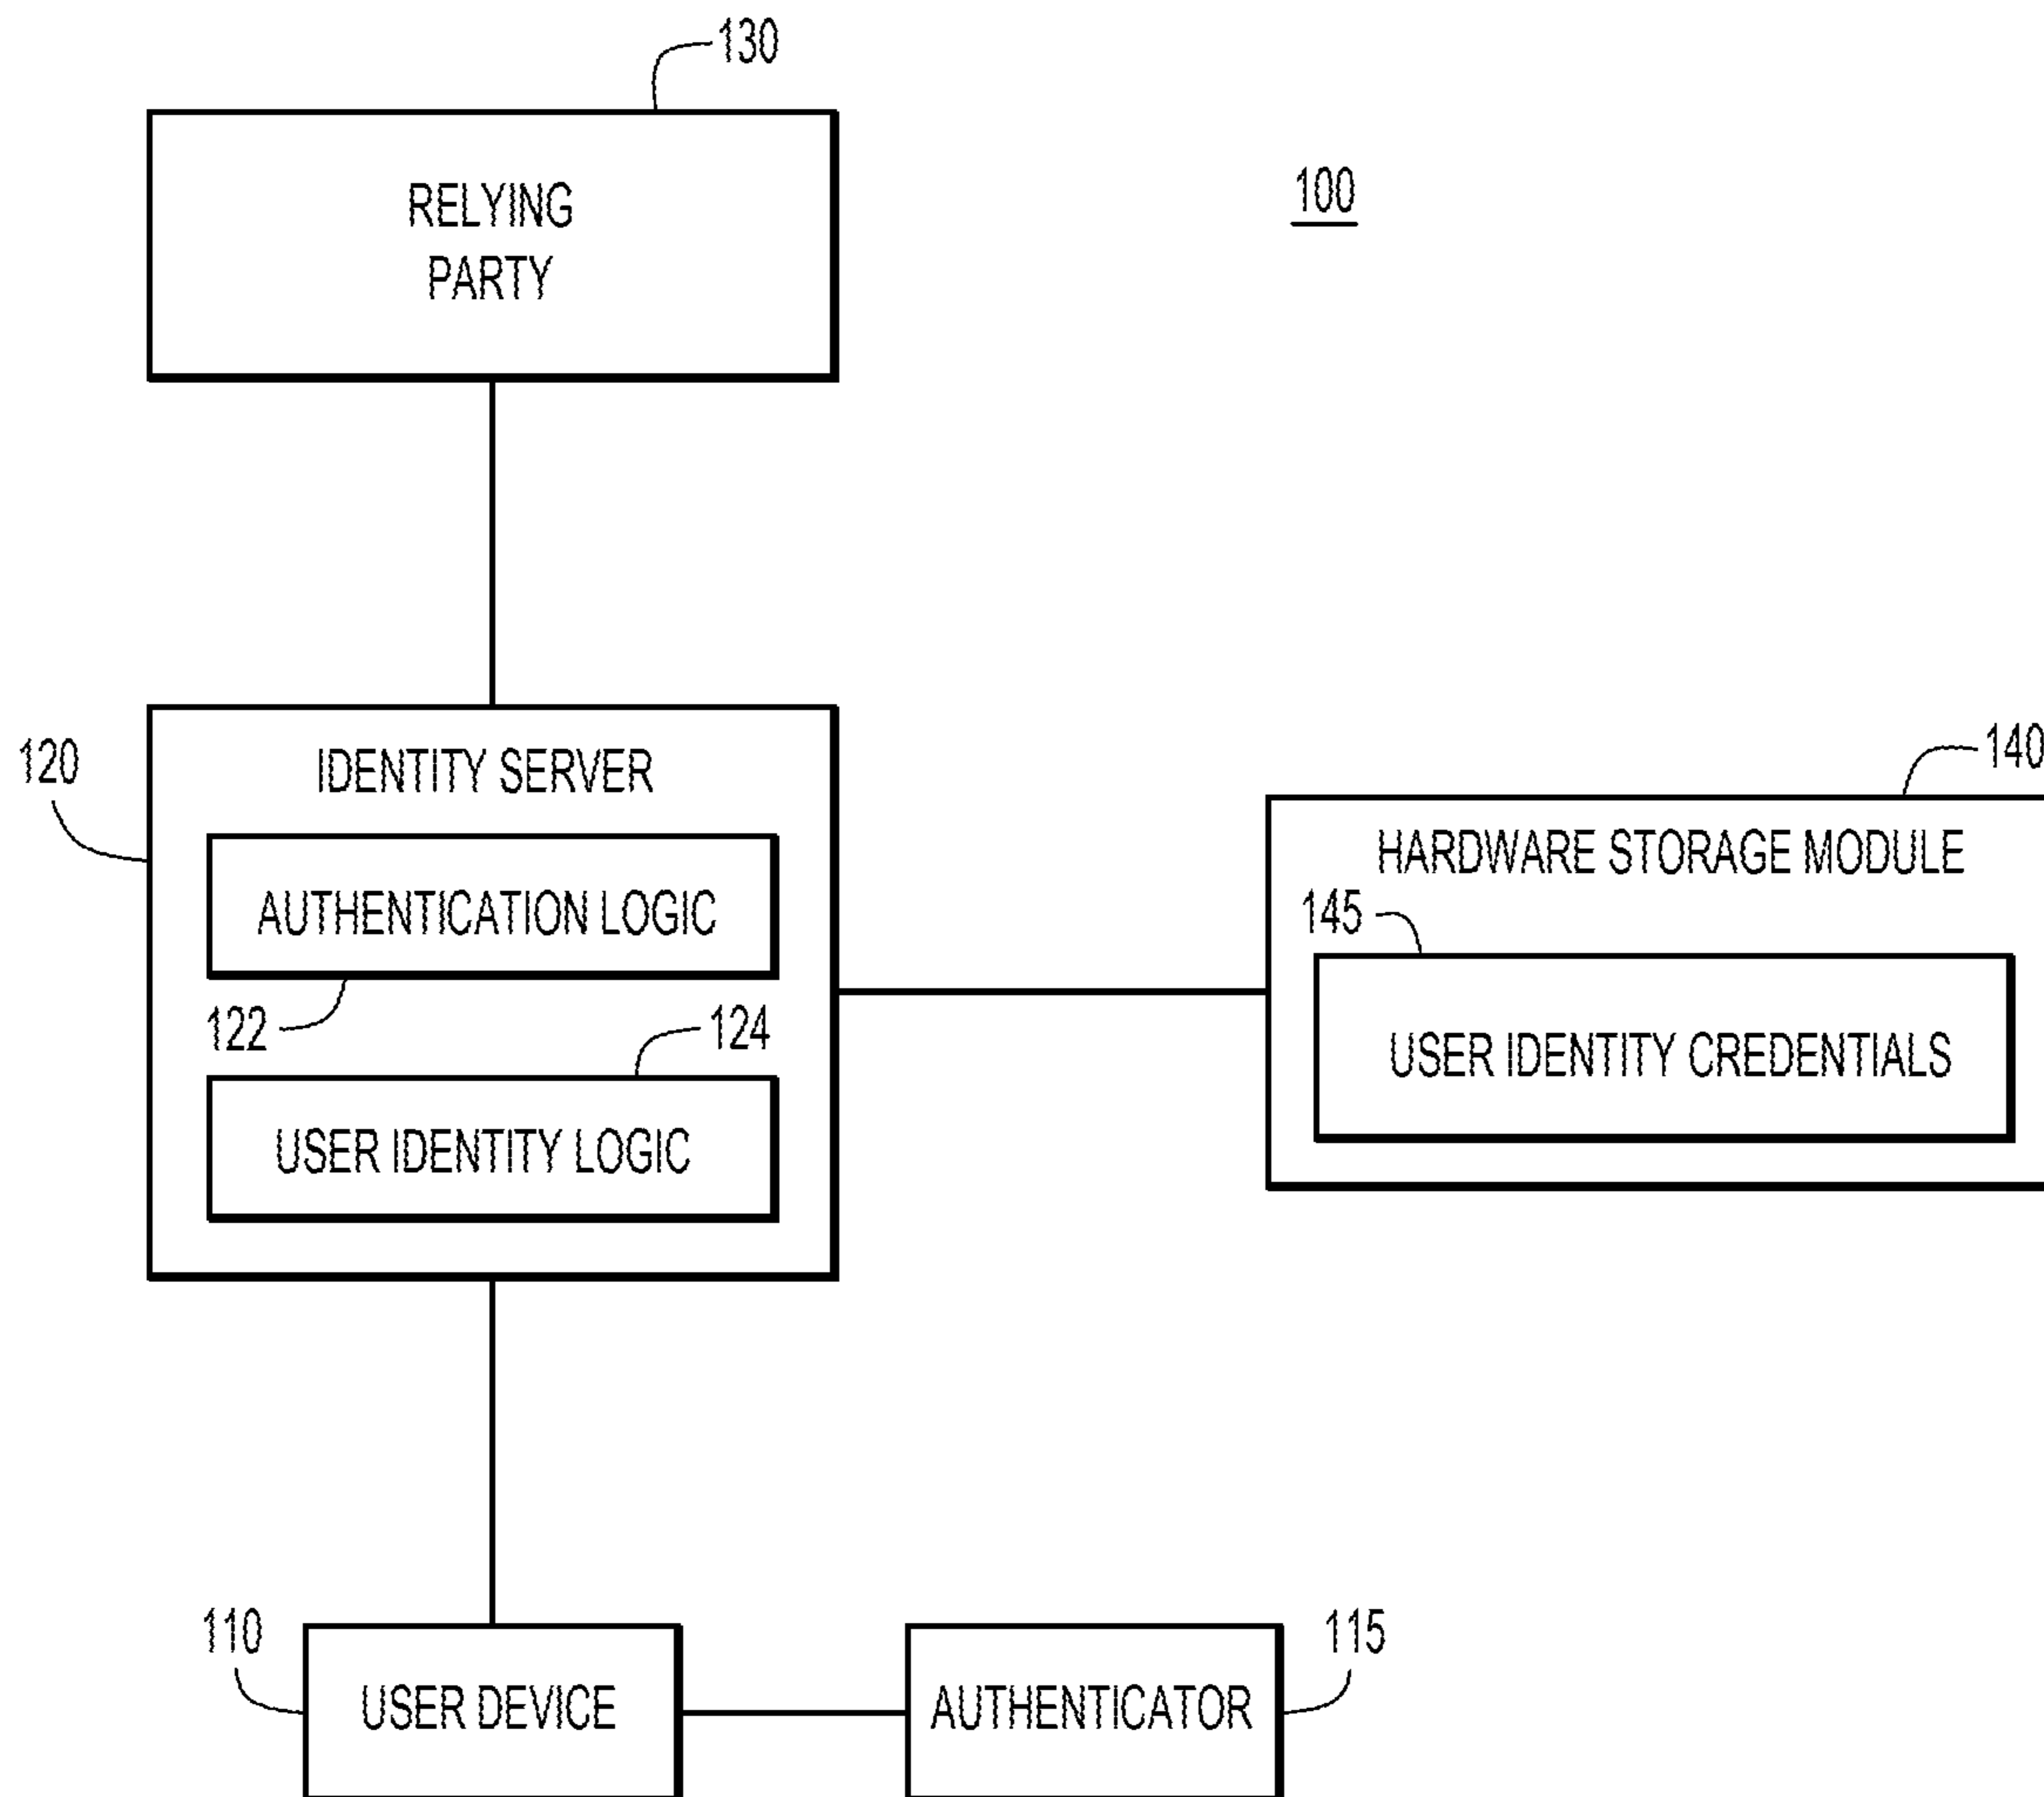 130
RELYING
PARTY
100
120
IDENTITY SERVER
AUTHENTICATION LOGIC
122
124
USER IDENTITY LOGIC
140
HARDWARE STORAGE MODULE
145
USER IDENTITY CREDENTIALS
110
USER DEVICE
AUTHENTICATOR
115